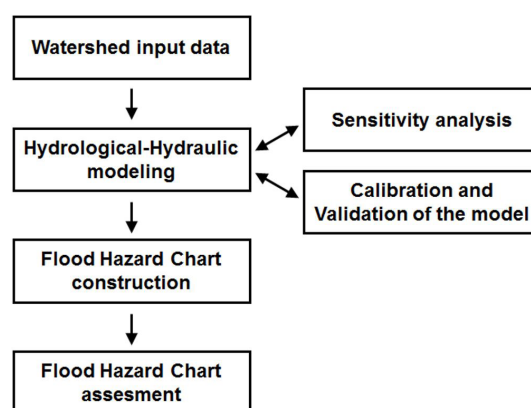 Watershed input data
Hydrological-Hydraulic
modeling
Sensitivity analysis
Calibration and
Validation of the model
Flood Hazard Chart
construction
Flood Hazard Chart
assesment